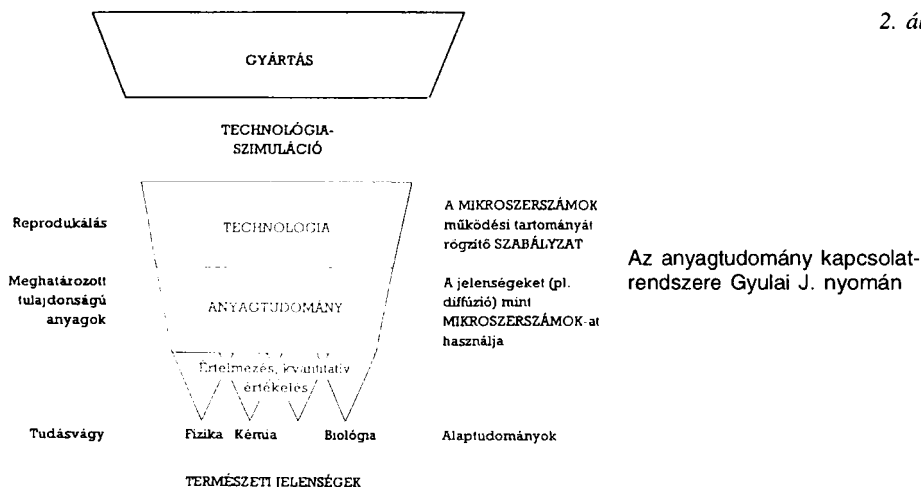 2. áb
GYÁRTÁS
TECHNOLÓGIA-
SZIMULÁCIÓ
Reprodukálás
TECHNOLÓGIA
A MIKROSZERSZÁMOK
működési tartományát
rögzítő SZABÁLYZAT
Meghatározott
tulajdonságú
anyagok
ANYAGTUDOMÁNY
A jelenségeket (pl.
diffúzió) mint
MIKROSZERSZÁMOK-at
használja
Az anyagtudomány kapcsolat-
rendszere Gyulai J. nyomán
Értelmezés, kvantitatív
értékelés
Tudásvágy
Fizika Kémia Biológia
Alaptudományok
TERMÉSZETI JELENSÉGEK